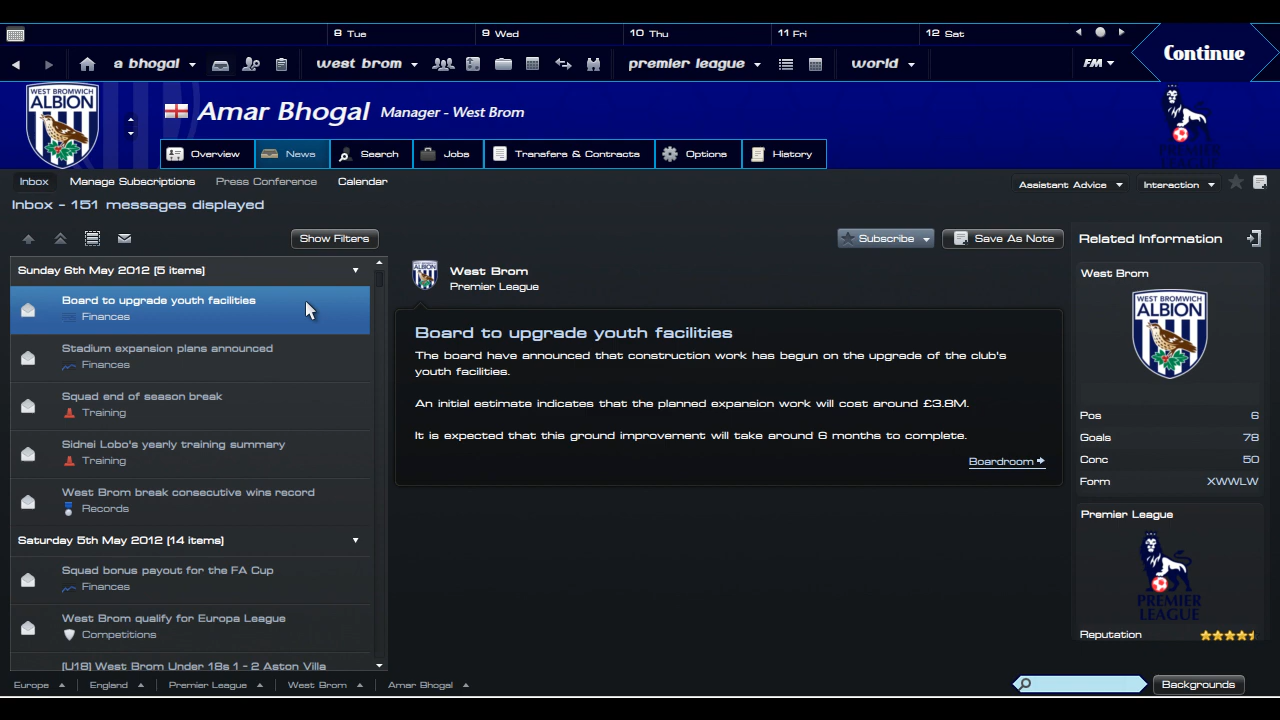 8 Tue
9 Wed
10 Thu
11 Fri
12 Sat
a bhogal
west brom
premier league
world
FM
Continue
WEST BROMWICH
ALBION
Amar Bhogal
Manager - West Brom
Overview
News
Search
Jobs
Transfers & Contracts
Options
History
Inbox
Manage Subscriptions
Press Conference
Calendar
Assistant Advice
Interaction
Inbox - 151 messages displayed
Show Filters
Subscribe
Save As Note
Related Information
Sunday 6th May 2012 [5 items]
Board to upgrade youth facilities
Finances
Stadium expansion plans announced
Finances
Squad end of season break
Training
Sidnei Lobo's yearly training summary
Training
West Brom break consecutive wins record
Records
Saturday 5th May 2012 [14 items]
Squad bonus payout for the FA Cup
Finances
West Brom qualify for Europa League
Competitions
[U18] West Brom Under 18s 1 - 2 Aston Villa
West Brom
Premier League
Board to upgrade youth facilities
The board have announced that construction work has begun on the upgrade of the club's
youth facilities.
An initial estimate indicates that the planned expansion work will cost around £3.8M.
It is expected that this ground improvement will take around 6 months to complete.
Boardroom
West Brom
WEST BROMWICH
ALBION
Pos 6
Goals 78
Conc 50
Form XWWLW
Premier League
PREMIER
LEAGUE
Reputation
Europe
England
Premier League
West Brom
Amar Bhogal
Backgrounds